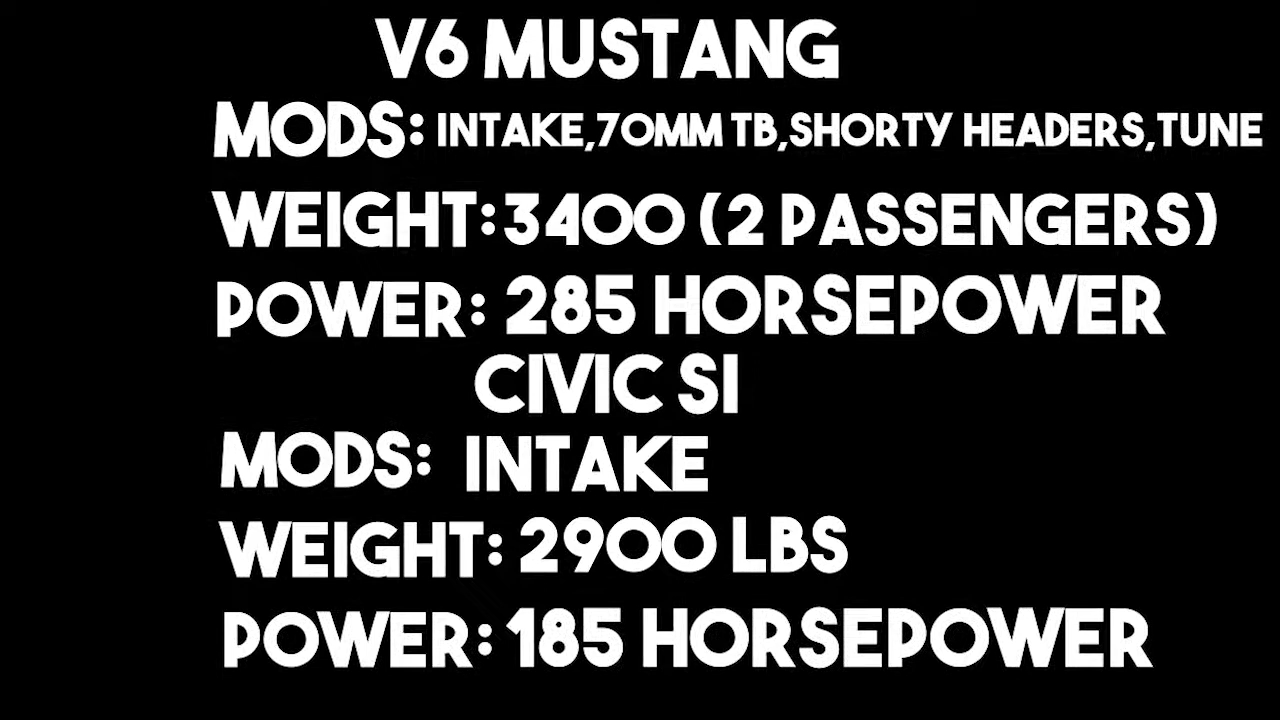 V6 MUSTANG
MODS: INTAKE,70MM TB,SHORTY HEADERS,TUNE
WEIGHT:3400 (2 PASSENGERS)
POWER: 285 HORSEPOWER
CIVIC SI
MODS: INTAKE
WEIGHT: 2900 LBS
POWER: 185 HORSEPOWER